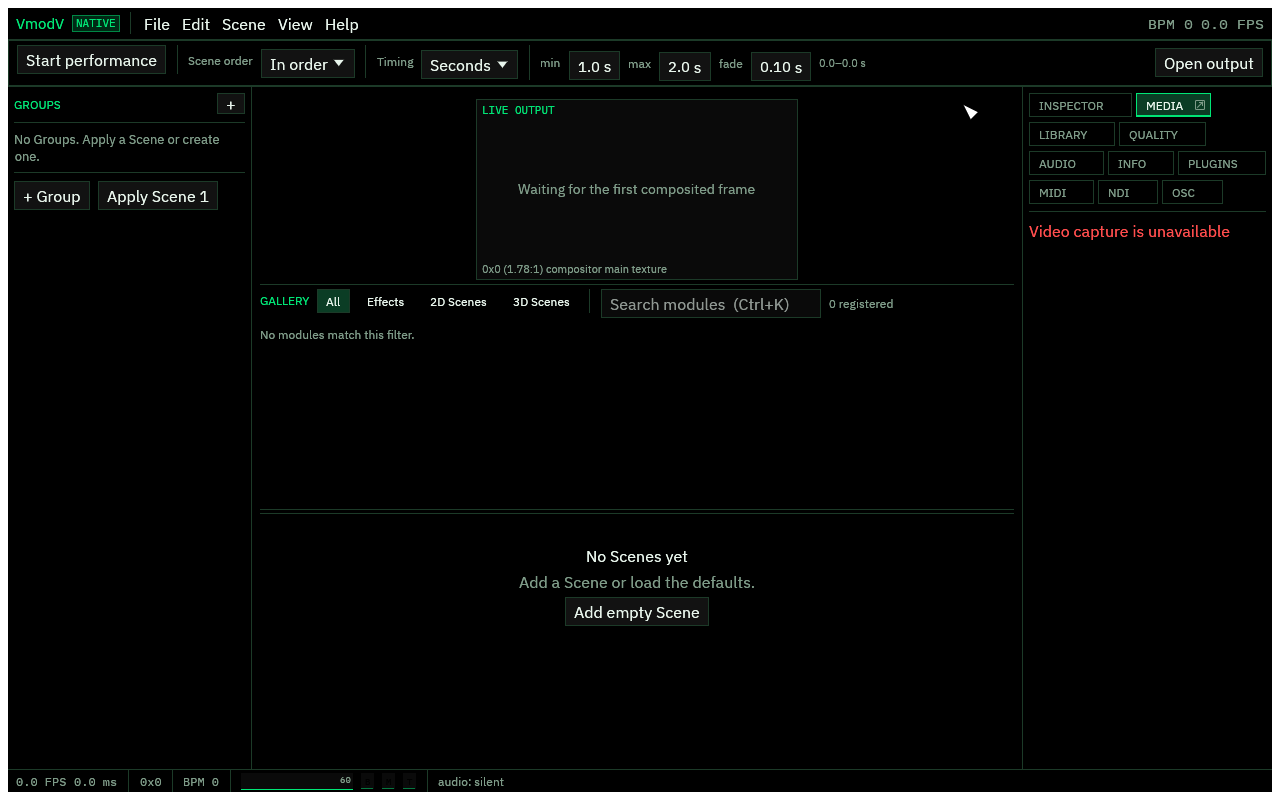 VmodV NATIVE File Edit Scene View Help BPM 0 0.0 FPS
Start performance Scene order In order Timing Seconds min 1.0 s max 2.0 s fade 0.10 s 0.0–0.0 s Open output
GROUPS +
No Groups. Apply a Scene or create
one.
+ Group Apply Scene 1
LIVE OUTPUT
Waiting for the first composited frame
0x0 (1.78:1) compositor main texture
GALLERY All Effects 2D Scenes 3D Scenes Search modules (Ctrl+K) 0 registered
No modules match this filter.
No Scenes yet
Add a Scene or load the defaults.
Add empty Scene
INSPECTOR MEDIA
LIBRARY QUALITY
AUDIO INFO PLUGINS
MIDI NDI OSC
Video capture is unavailable
0.0 FPS 0.0 ms 0x0 BPM 0 60 audio: silent